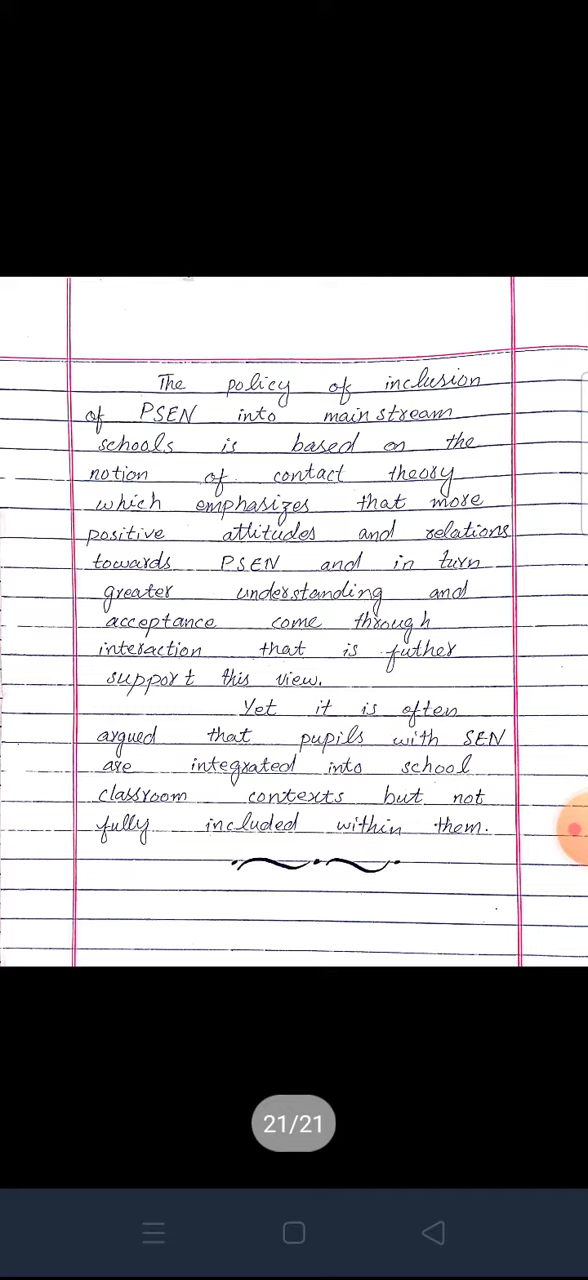 The policy of inclusion
of PSEN into main stream
schools is based on the
notion of contact theory
which emphasizes that more
positive attitudes and relations
towards PSEN and in turn
greater understanding and
acceptance come through
interaction that is futher
support this view.
Yet it is often
argued that pupils with SEN
are integrated into school
classroom contexts but not
fully included within them.
21/21